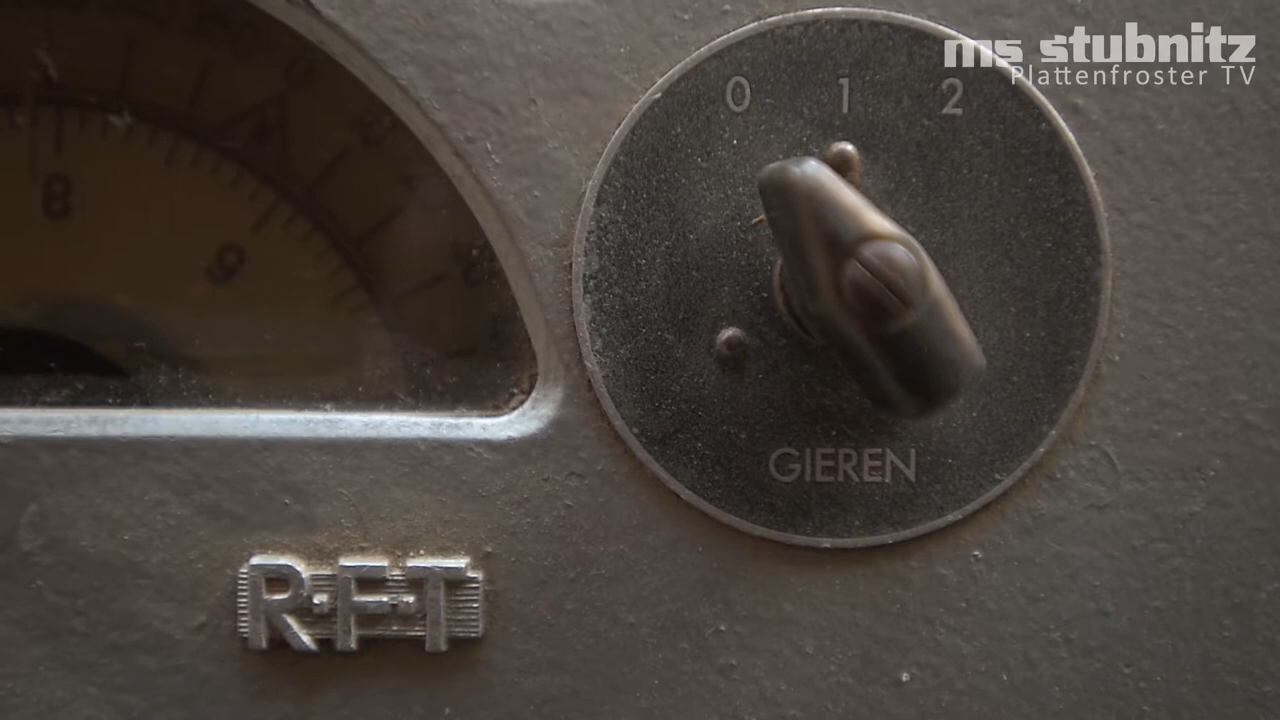 ms stubnitz
Plattenfroster TV
0 1 2
8
9
GIEREN
R·F·T